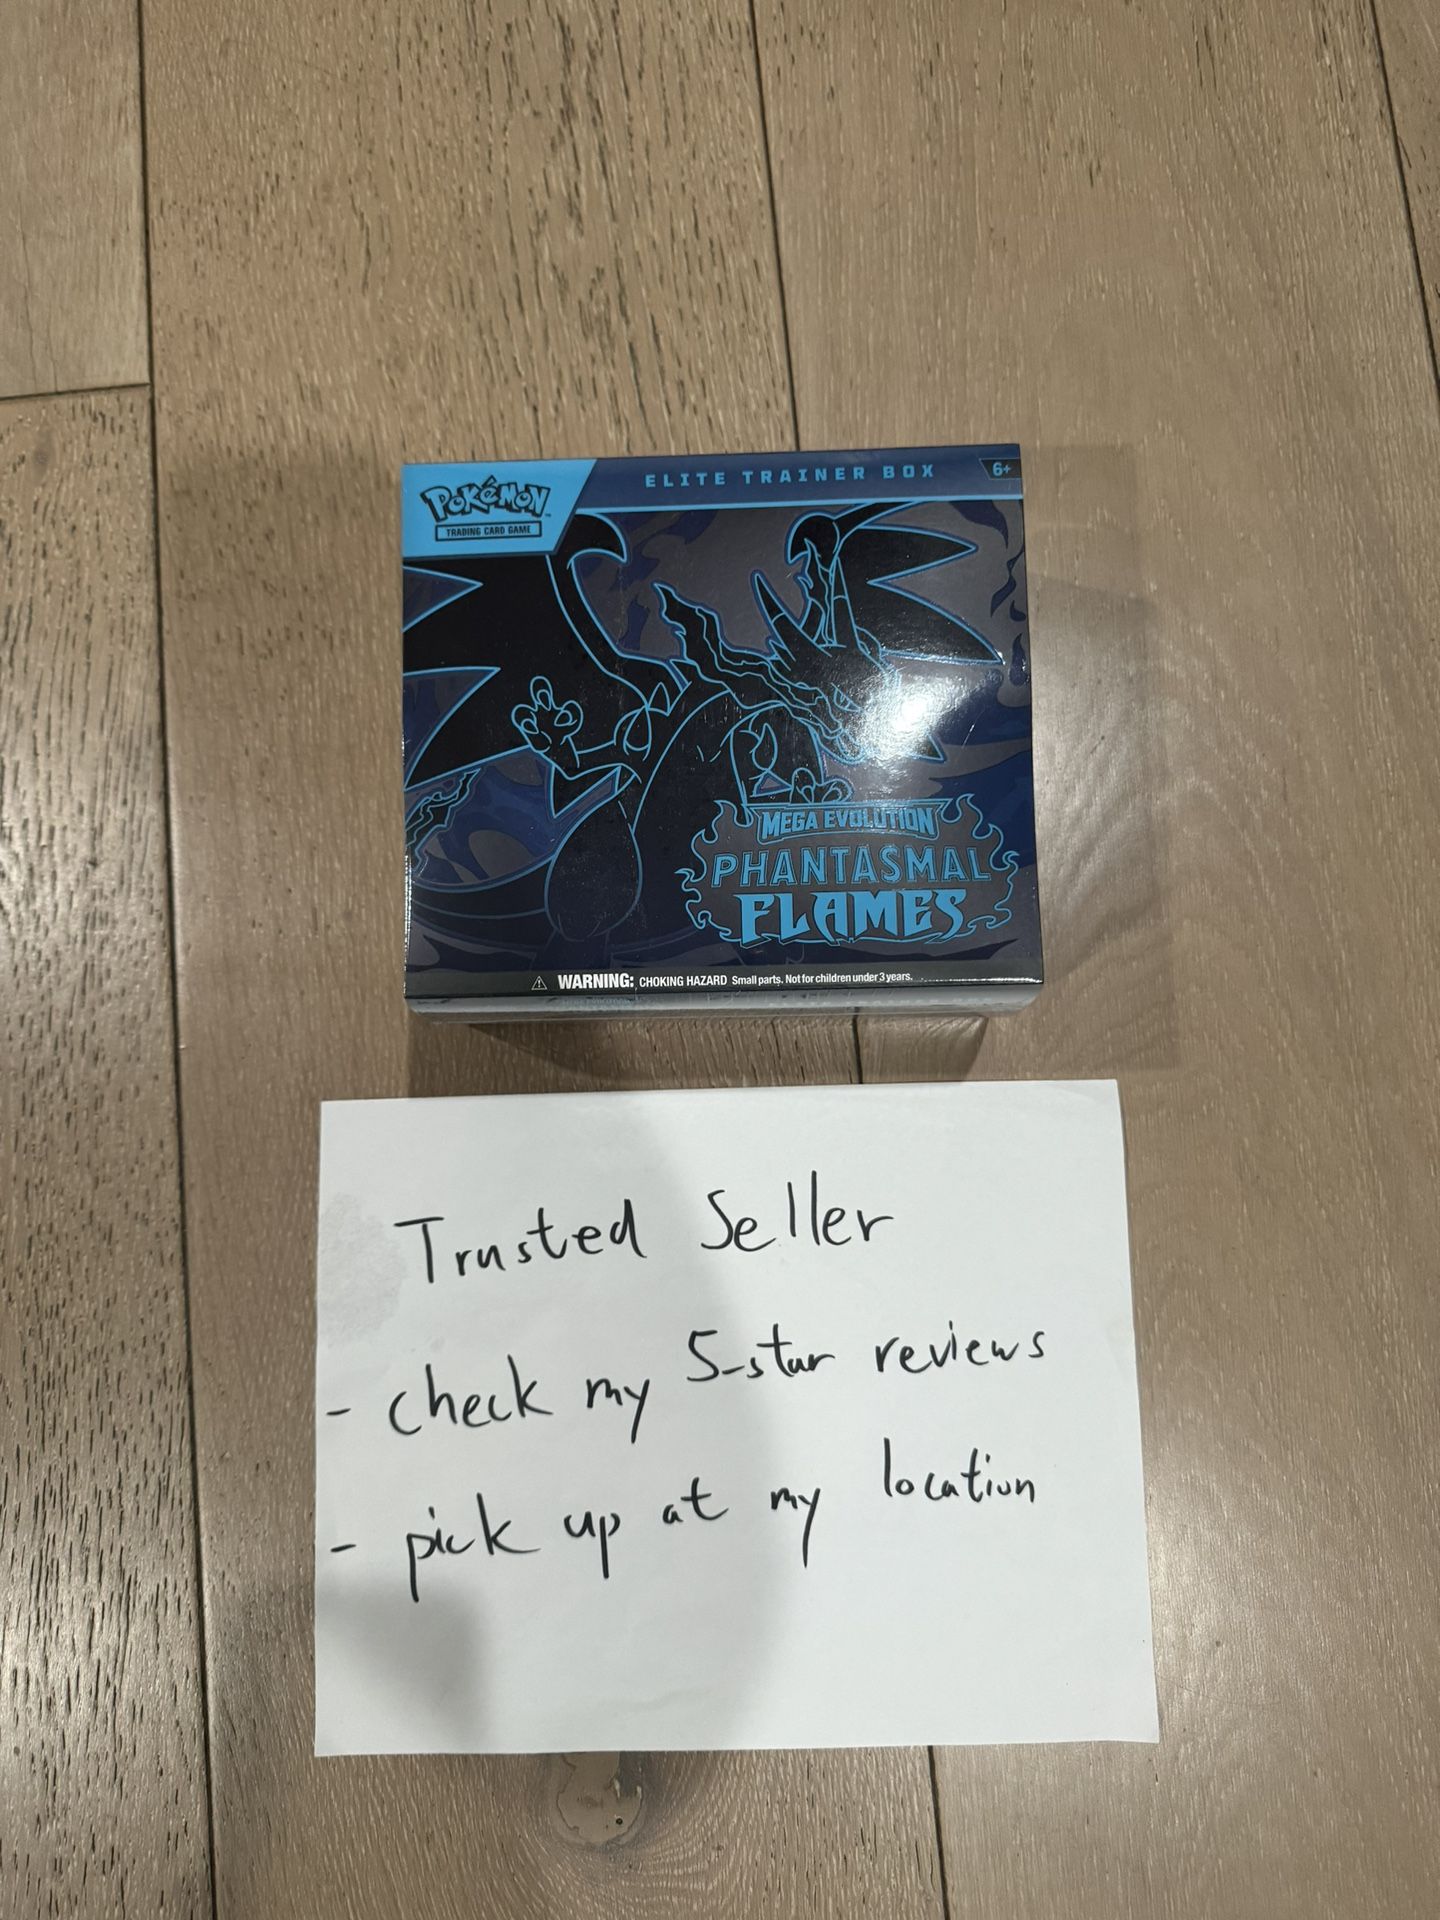 ELITE TRAINER BOX
6+
POKéMON
TRADING CARD GAME
MEGA EVOLUTION
PHANTASMAL
FLAMES
WARNING: CHOKING HAZARD Small parts. Not for children under 3 years.
Trusted Seller
- check my 5-star reviews
- pick up at my location